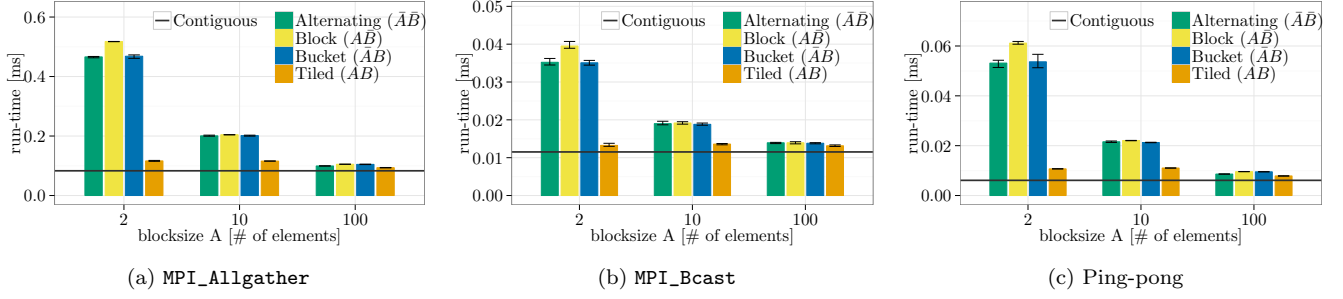 run-time [ms]
0.6
0.4
0.2
0.0
Contiguous
Alternating (ĀB̄)
Block (AB̄)
Bucket (ĀB)
Tiled (AB)
2 10 100
blocksize A [# of elements]
(a) MPI_Allgather
run-time [ms]
0.05
0.04
0.03
0.02
0.01
0.00
Contiguous
Alternating (ĀB̄)
Block (AB̄)
Bucket (ĀB)
Tiled (AB)
2 10 100
blocksize A [# of elements]
(b) MPI_Bcast
run-time [ms]
0.06
0.04
0.02
0.00
Contiguous
Alternating (ĀB̄)
Block (AB̄)
Bucket (ĀB)
Tiled (AB)
2 10 100
blocksize A [# of elements]
(c) Ping-pong